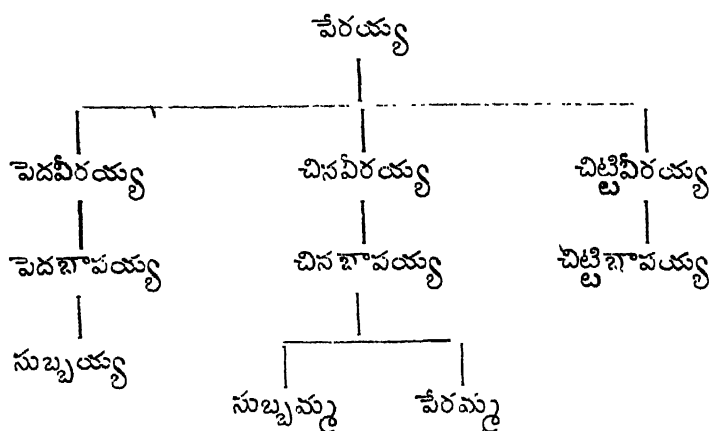 పేరయ్య
పెదవీరయ్య చినవీరయ్య చిట్టివీరయ్య
పెదబాపయ్య చినబాపయ్య చిట్టిబాపయ్య
సుబ్బయ్య
సుబ్బమ్మ పేరమ్మ